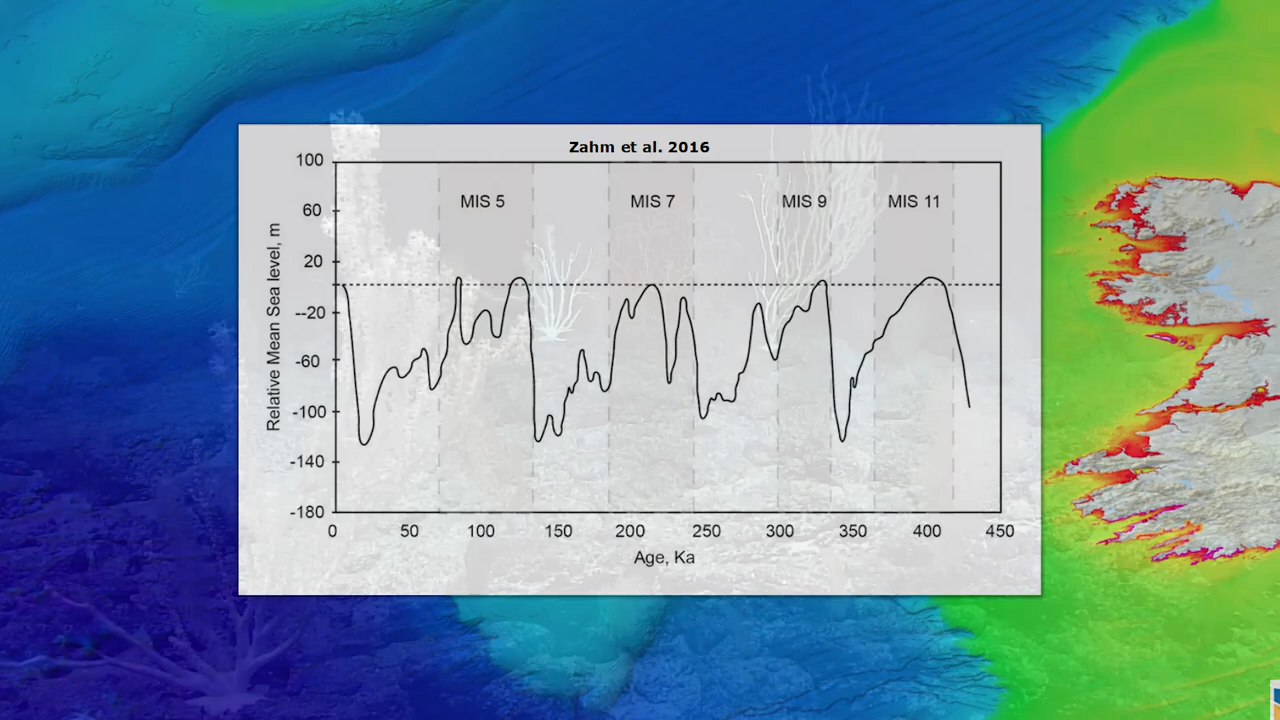 Zahm et al. 2016
100
60
20
--20
-60
-100
-140
-180
Relative Mean Sea level, m
MIS 5
MIS 7
MIS 9
MIS 11
0 50 100 150 200 250 300 350 400 450
Age, Ka